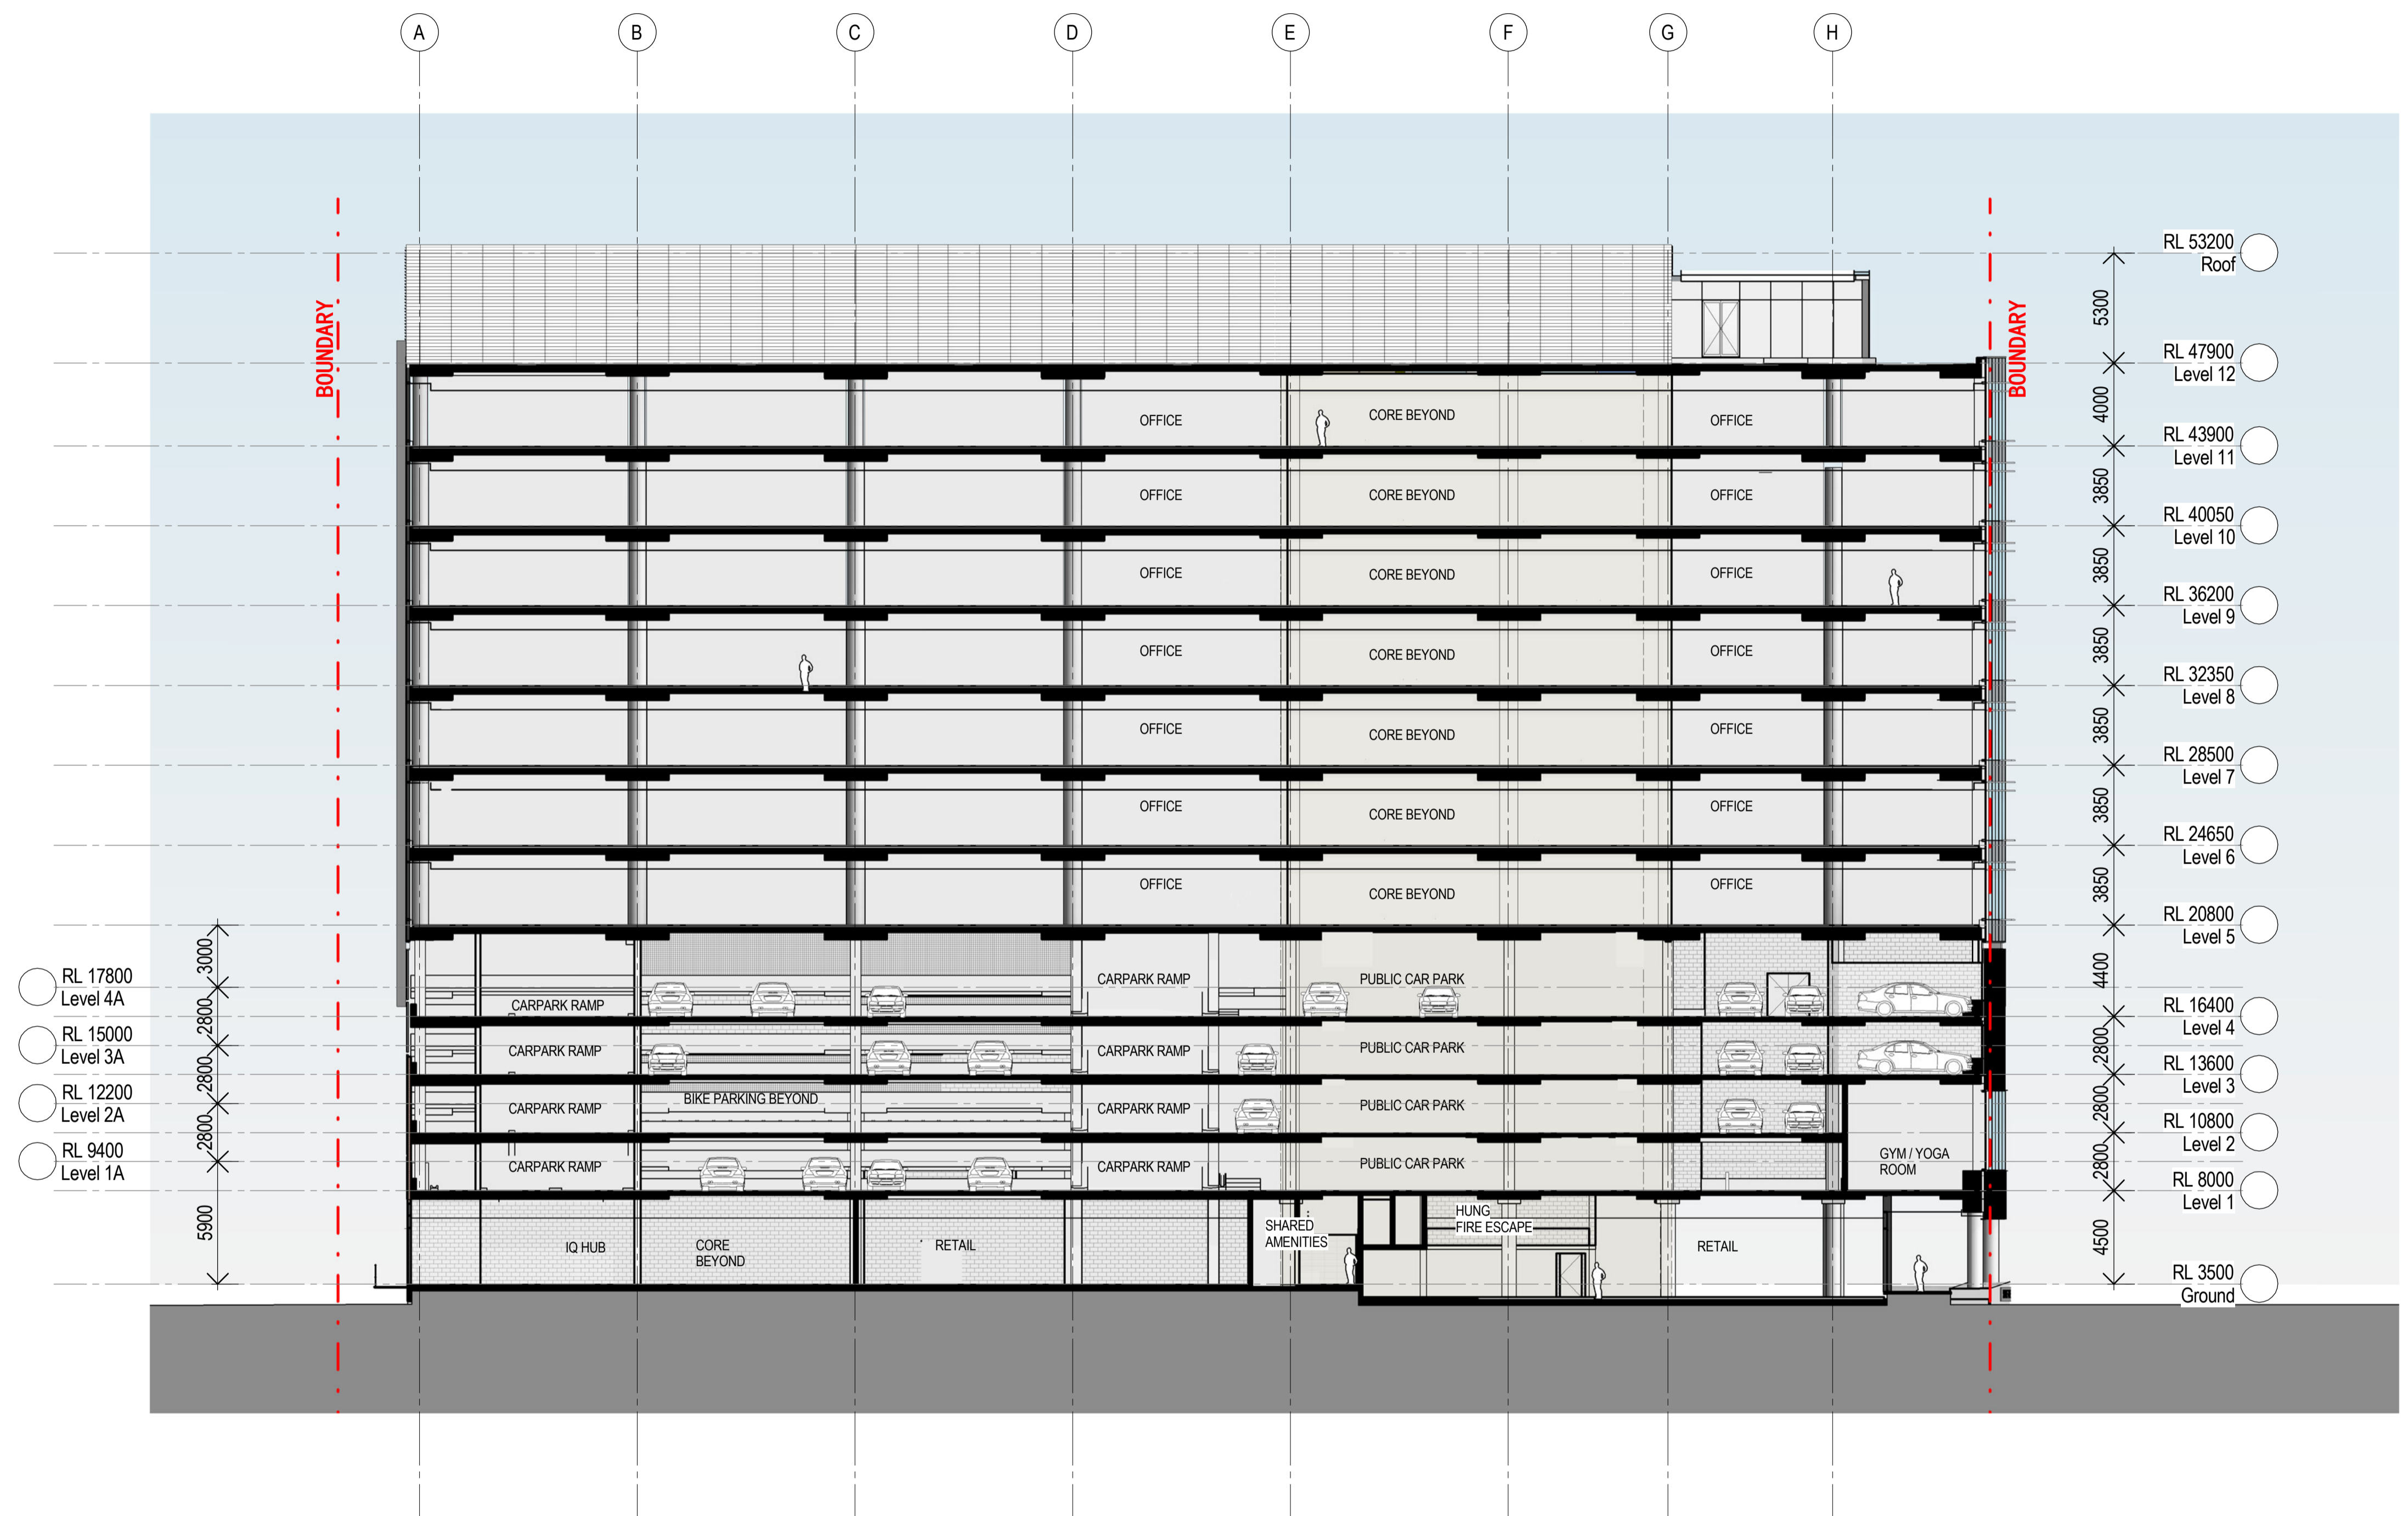 A B C D E F G H
BOUNDARY
BOUNDARY
RL 53200
Roof
5300
RL 47900
Level 12
4000
OFFICE CORE BEYOND OFFICE
RL 43900
Level 11
3850
OFFICE CORE BEYOND OFFICE
RL 40050
Level 10
3850
OFFICE CORE BEYOND OFFICE
RL 36200
Level 9
3850
OFFICE CORE BEYOND OFFICE
RL 32350
Level 8
3850
OFFICE CORE BEYOND OFFICE
RL 28500
Level 7
3850
OFFICE CORE BEYOND OFFICE
RL 24650
Level 6
3850
OFFICE CORE BEYOND OFFICE
RL 20800
Level 5
3000
4400
RL 17800
Level 4A
CARPARK RAMP CARPARK RAMP PUBLIC CAR PARK
RL 16400
Level 4
2800
2800
RL 15000
Level 3A
CARPARK RAMP CARPARK RAMP PUBLIC CAR PARK
RL 13600
Level 3
2800
2800
RL 12200
Level 2A
CARPARK RAMP BIKE PARKING BEYOND CARPARK RAMP PUBLIC CAR PARK
RL 10800
Level 2
2800
2800
RL 9400
Level 1A
CARPARK RAMP CARPARK RAMP PUBLIC CAR PARK
GYM / YOGA
ROOM
RL 8000
Level 1
5900
4500
IQ HUB
CORE
BEYOND
RETAIL
SHARED
AMENITIES
HUNG
FIRE ESCAPE
RETAIL
RL 3500
Ground